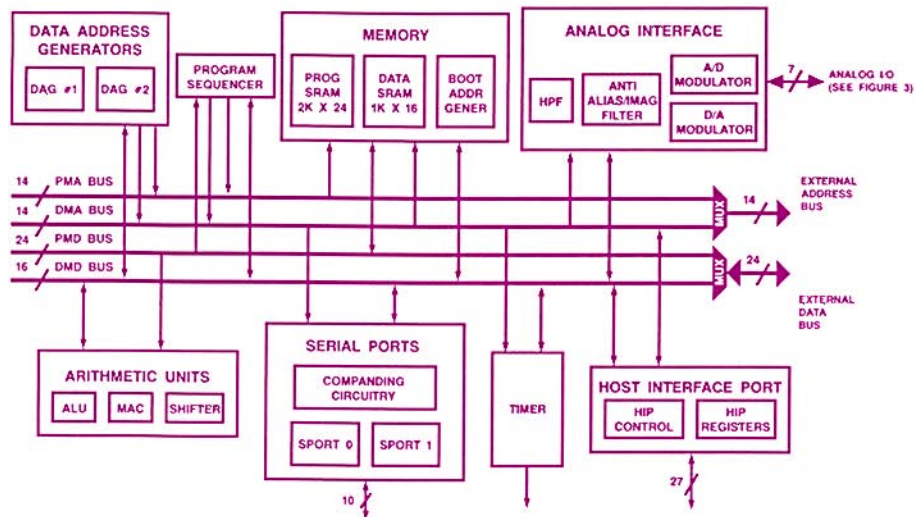 DATA ADDRESS
GENERATORS
DAG #1
DAG #2
PROGRAM
SEQUENCER
MEMORY
PROG
SRAM
2K X 24
DATA
SRAM
1K X 16
BOOT
ADDR
GENER
ANALOG INTERFACE
HPF
ANTI
ALIAS/IMAG
FILTER
A/D
MODULATOR
D/A
MODULATOR
7
ANALOG I/O
(SEE FIGURE 3)
14 PMA BUS
14 DMA BUS
24 PMD BUS
16 DMD BUS
MUX
14
EXTERNAL
ADDRESS
BUS
MUX
24
EXTERNAL
DATA
BUS
ARITHMETIC UNITS
ALU
MAC
SHIFTER
SERIAL PORTS
COMPANDING
CIRCUITRY
SPORT 0
SPORT 1
10
TIMER
HOST INTERFACE PORT
HIP
CONTROL
HIP
REGISTERS
27